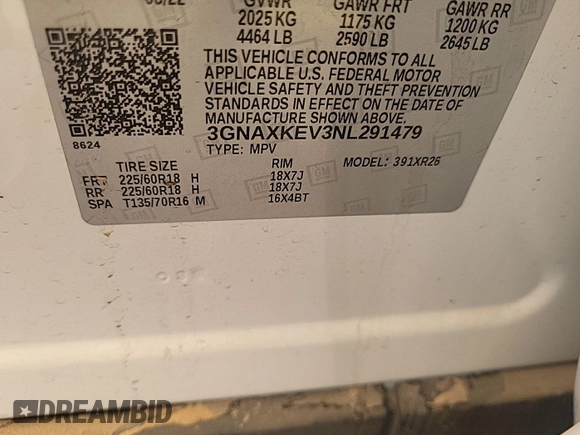 GVWR GAWR FRT GAWR RR
2025 KG 1175 KG 1200 KG
4464 LB 2590 LB 2645 LB
THIS VEHICLE CONFORMS TO ALL
APPLICABLE U.S. FEDERAL MOTOR
VEHICLE SAFETY AND THEFT PREVENTION
STANDARDS IN EFFECT ON THE DATE OF
MANUFACTURE SHOWN ABOVE.
3GNAXKEV3NL291479
8624 TYPE: MPV MODEL: 391XR26
TIRE SIZE RIM
FRT 225/60R18 H 18X7J
RR 225/60R18 H 18X7J
SPA T135/70R16 M 16X4BT
DREAMBID